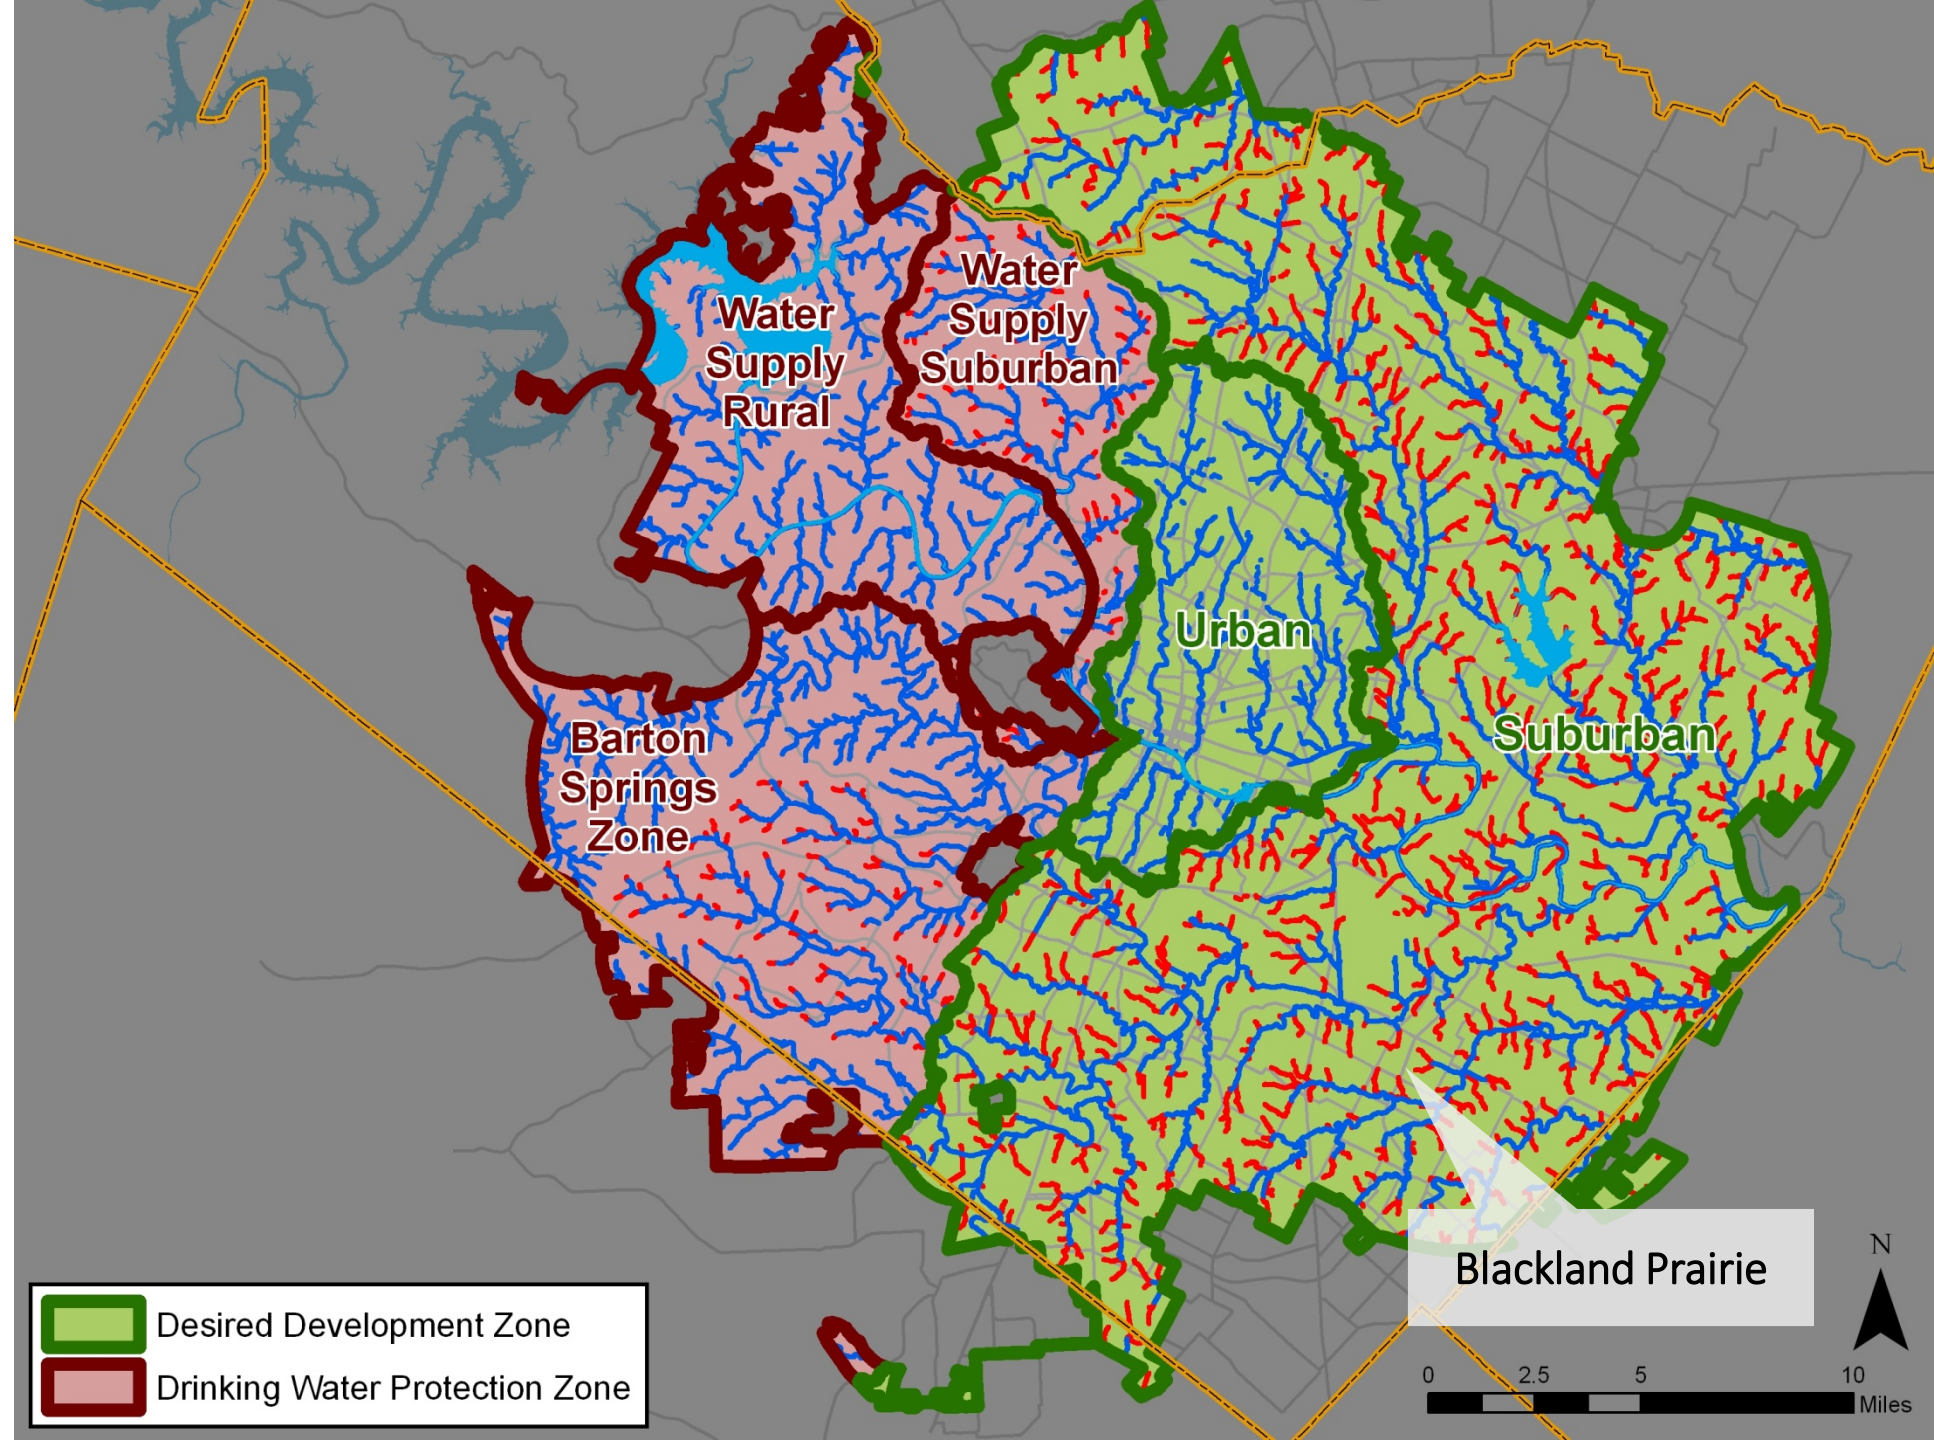 Water
Supply
Suburban
Water
Supply
Rural
Urban
Suburban
Barton
Springs
Zone
Blackland Prairie
N
Desired Development Zone
Drinking Water Protection Zone
0 2.5 5 10
Miles